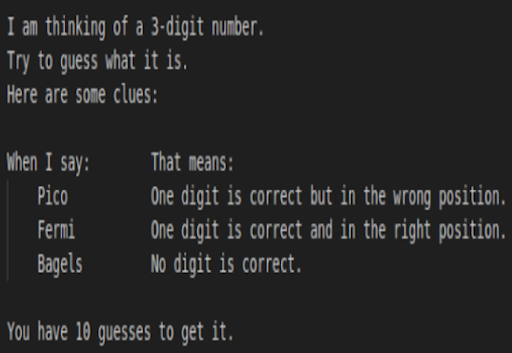 I am thinking of a 3-digit number.
Try to guess what it is.
Here are some clues:
When I say: That means:
Pico One digit is correct but in the wrong position.
Fermi One digit is correct and in the right position.
Bagels No digit is correct.
You have 10 guesses to get it.